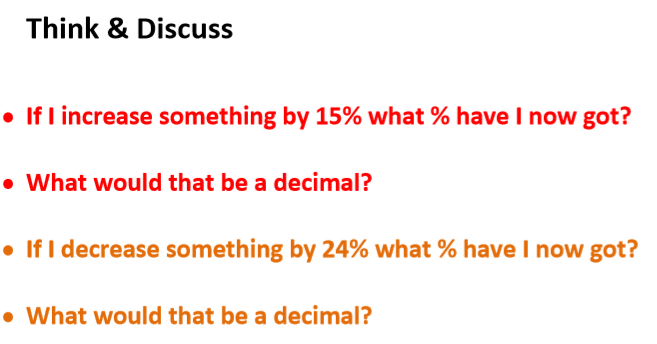 Think & Discuss
• If I increase something by 15% what % have I now got?
• What would that be a decimal?
• If I decrease something by 24% what % have I now got?
• What would that be a decimal?